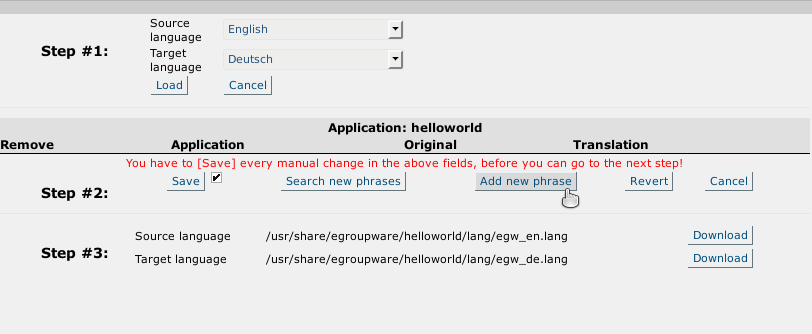 Source language
English
Step #1:
Target language
Deutsch
Load Cancel
Application: helloworld
Remove Application Original Translation
You have to [Save] every manual change in the above fields, before you can go to the next step!
Step #2:
Save Search new phrases Add new phrase Revert Cancel
Step #3:
Source language /usr/share/egroupware/helloworld/lang/egw_en.lang Download
Target language /usr/share/egroupware/helloworld/lang/egw_de.lang Download